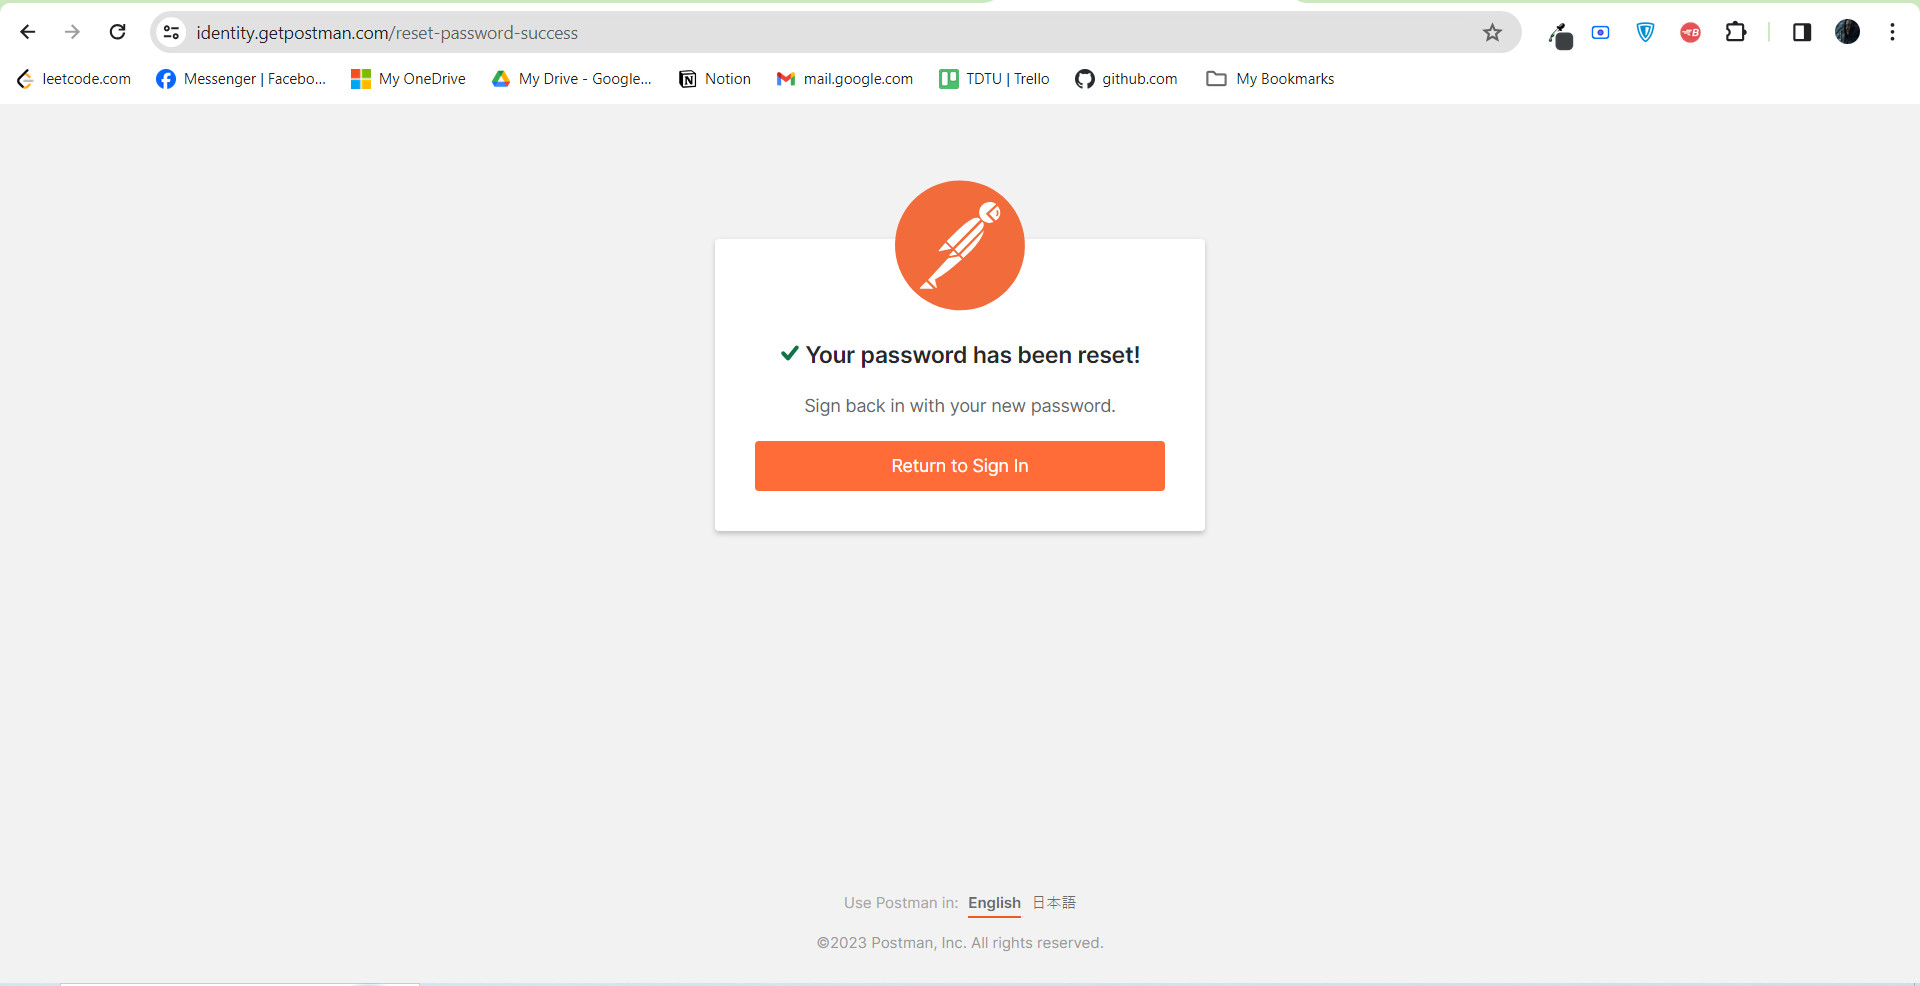 identity.getpostman.com/reset-password-success
leetcode.com Messenger | Facebo... My OneDrive My Drive - Google... Notion mail.google.com TDTU | Trello github.com My Bookmarks
Your password has been reset!
Sign back in with your new password.
Return to Sign In
Use Postman in: English 日本語
©2023 Postman, Inc. All rights reserved.